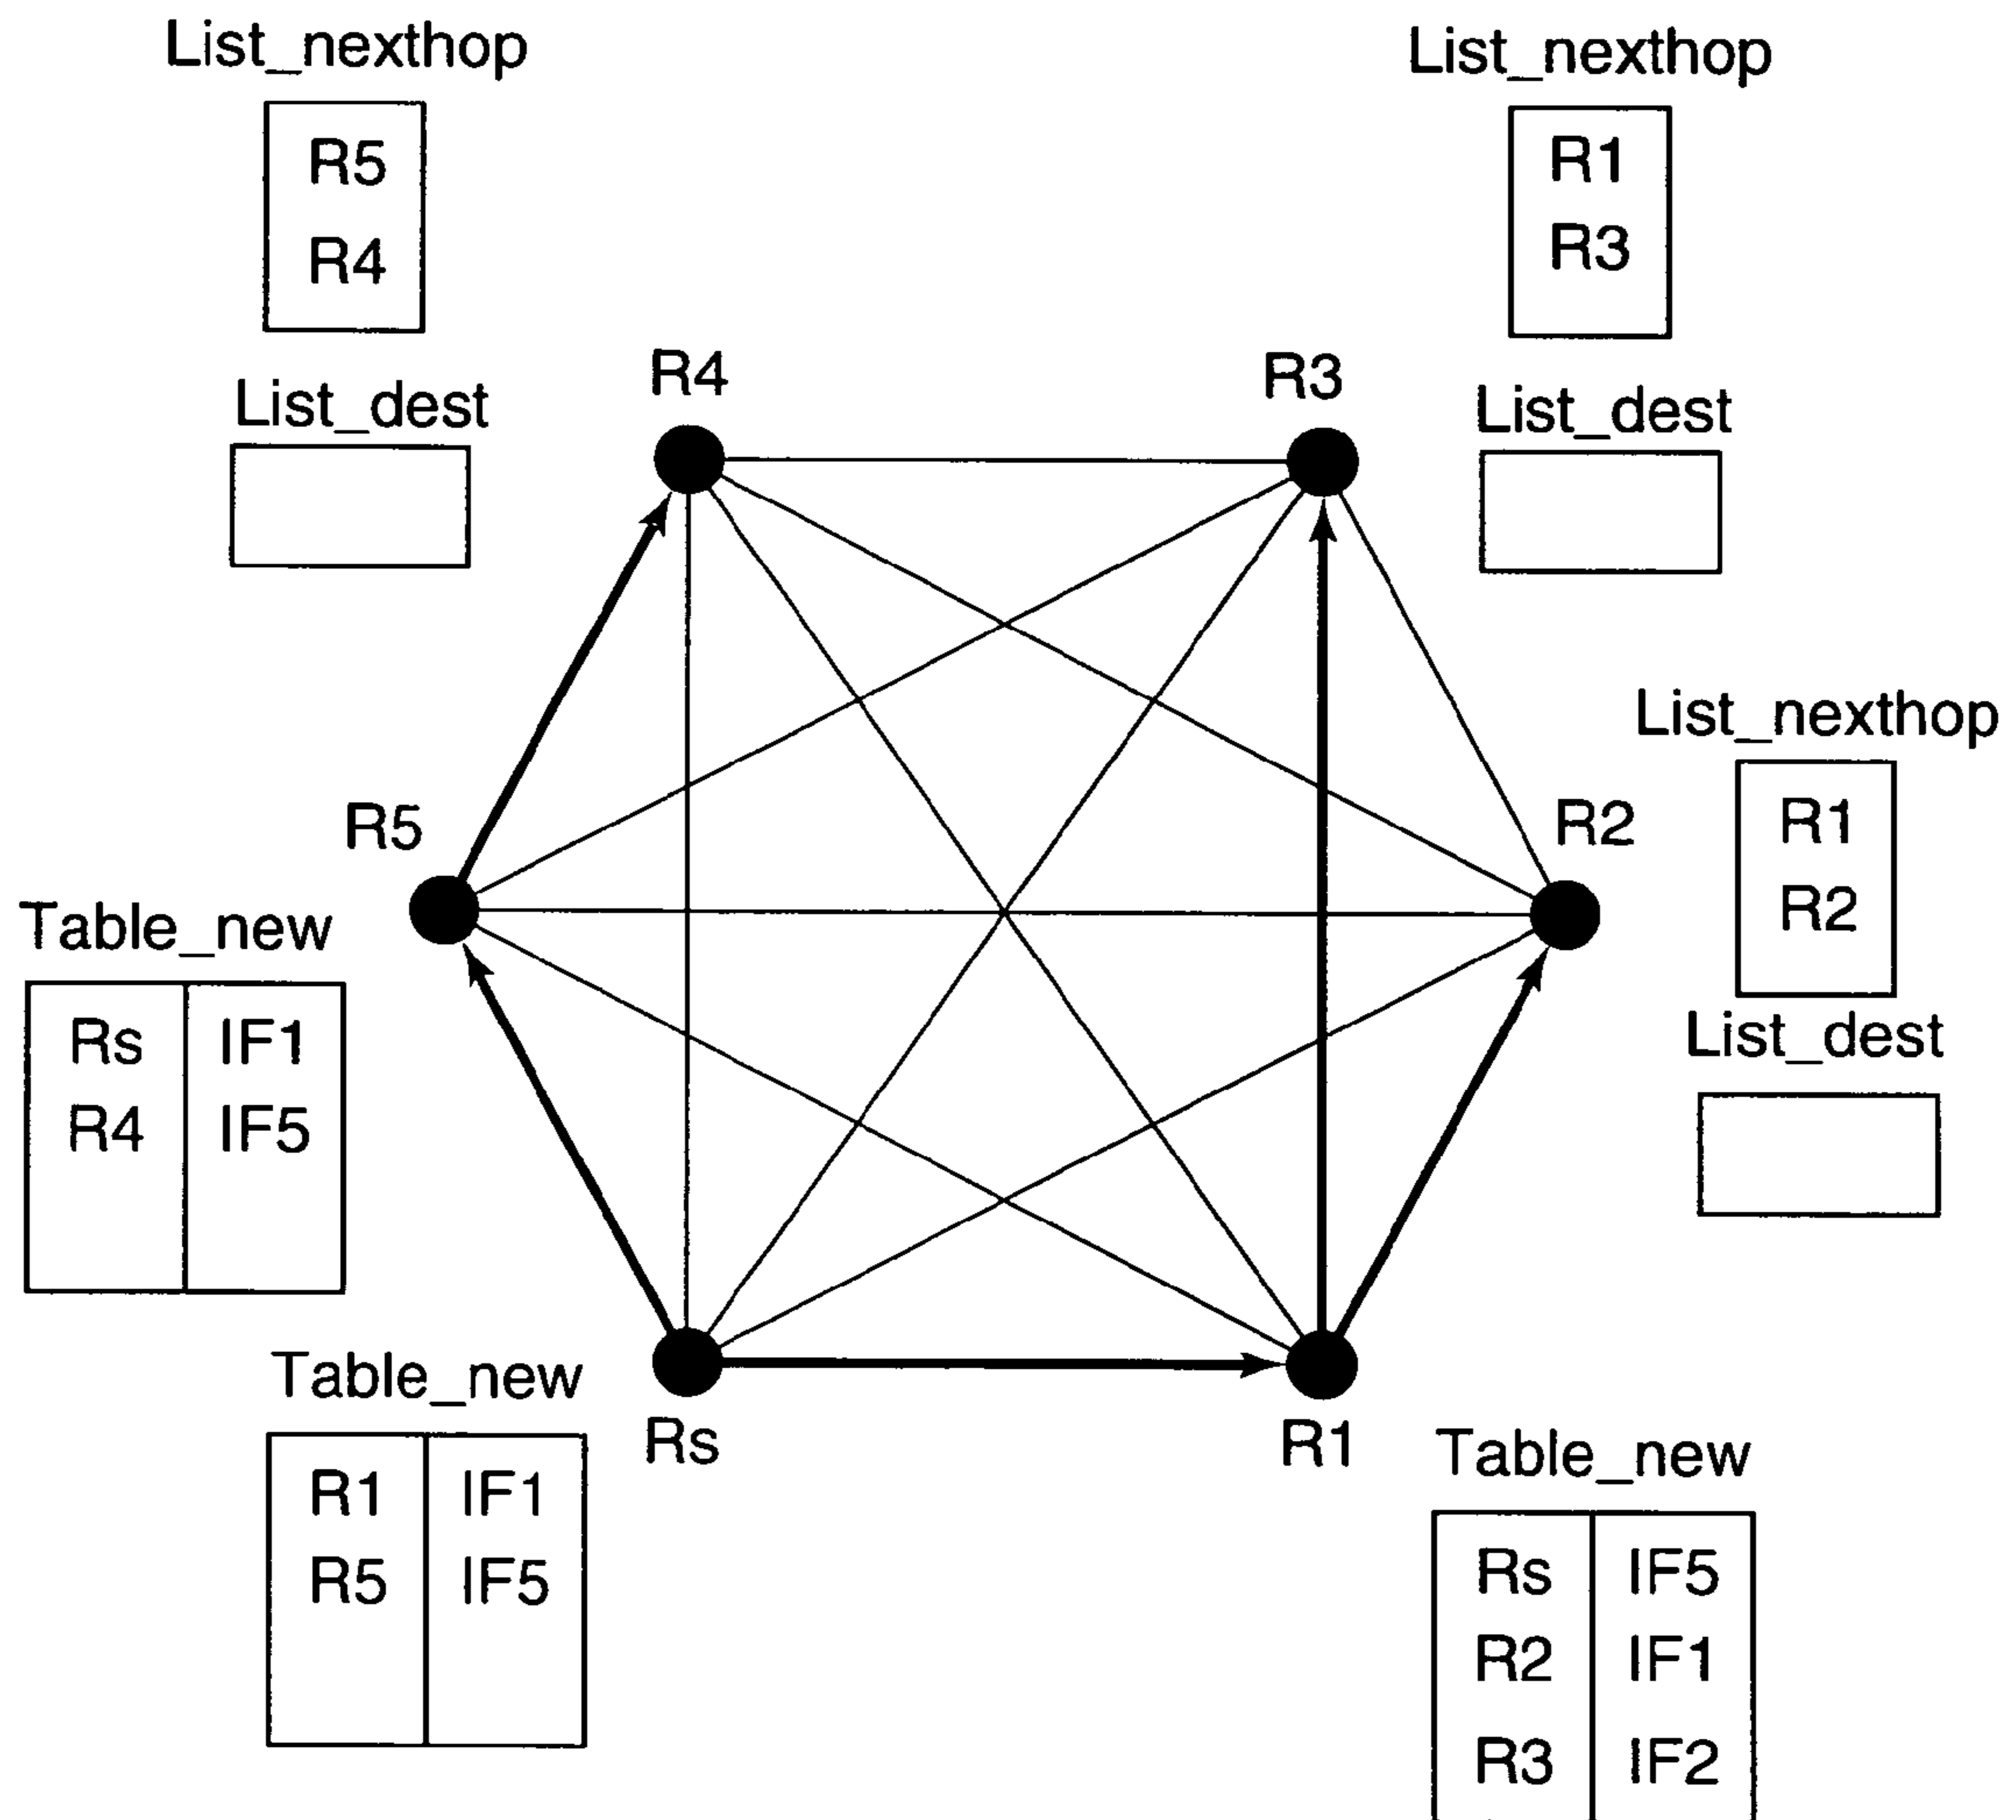 List_nexthop
R5
R4
List_dest
List_nexthop
R1
R3
List_dest
R4
R3
R5
R2
List_nexthop
R1
R2
List_dest
Table_new
Rs IF1
R4 IF5
Table_new
R1 IF1
R5 IF5
Rs
R1
Table_new
Rs IF5
R2 IF1
R3 IF2